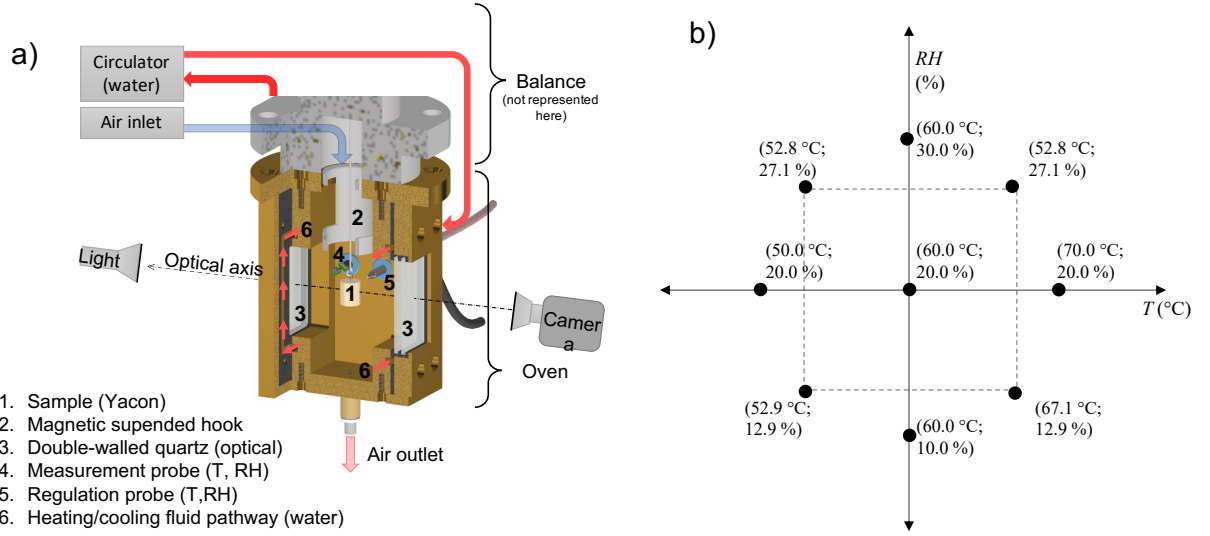 a)
Circulator
(water)
Air inlet
Balance
(not represented
here)
2
6
4
5
1
3
3
6
Light
Optical axis
Camer
a
Oven
Air outlet
1. Sample (Yacon)
2. Magnetic supended hook
3. Double-walled quartz (optical)
4. Measurement probe (T, RH)
5. Regulation probe (T,RH)
6. Heating/cooling fluid pathway (water)
b)
RH
(%)
(60.0 °C;
30.0 %)
(52.8 °C;
27.1 %)
(52.8 °C;
27.1 %)
(50.0 °C;
20.0 %)
(60.0 °C;
20.0 %)
(70.0 °C;
20.0 %)
T (°C)
(52.9 °C;
12.9 %)
(67.1 °C;
12.9 %)
(60.0 °C;
10.0 %)